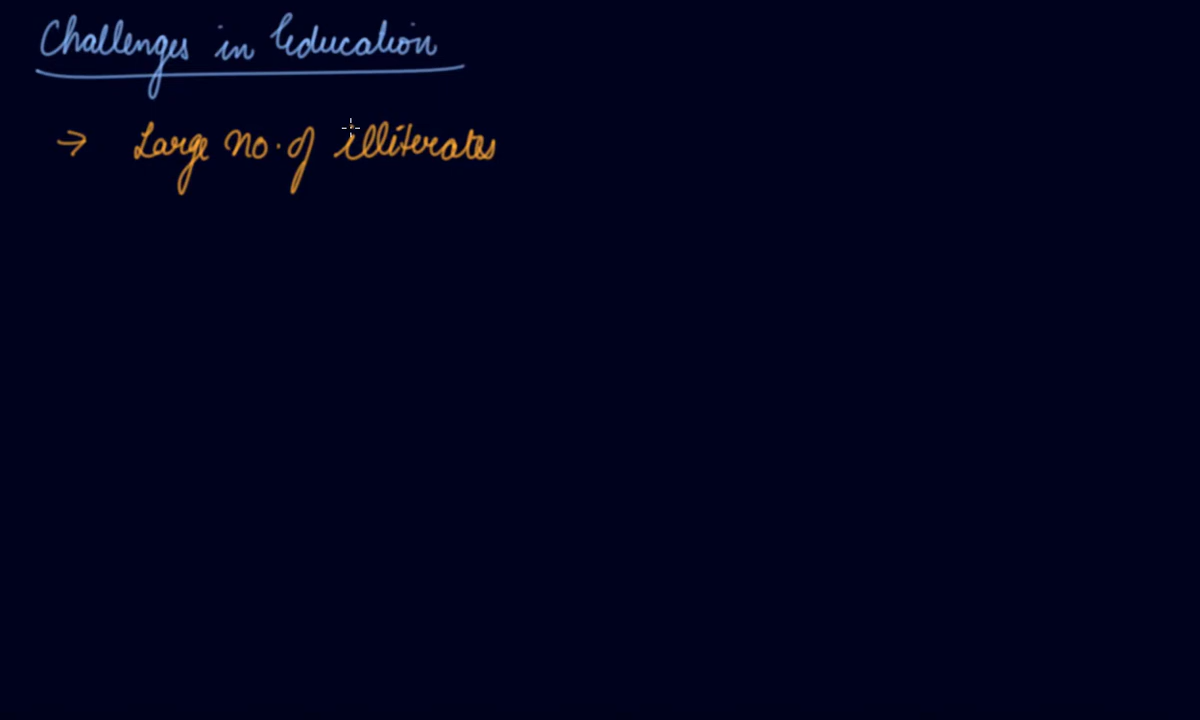 Challenges in Education
→ Large no. of illiterates